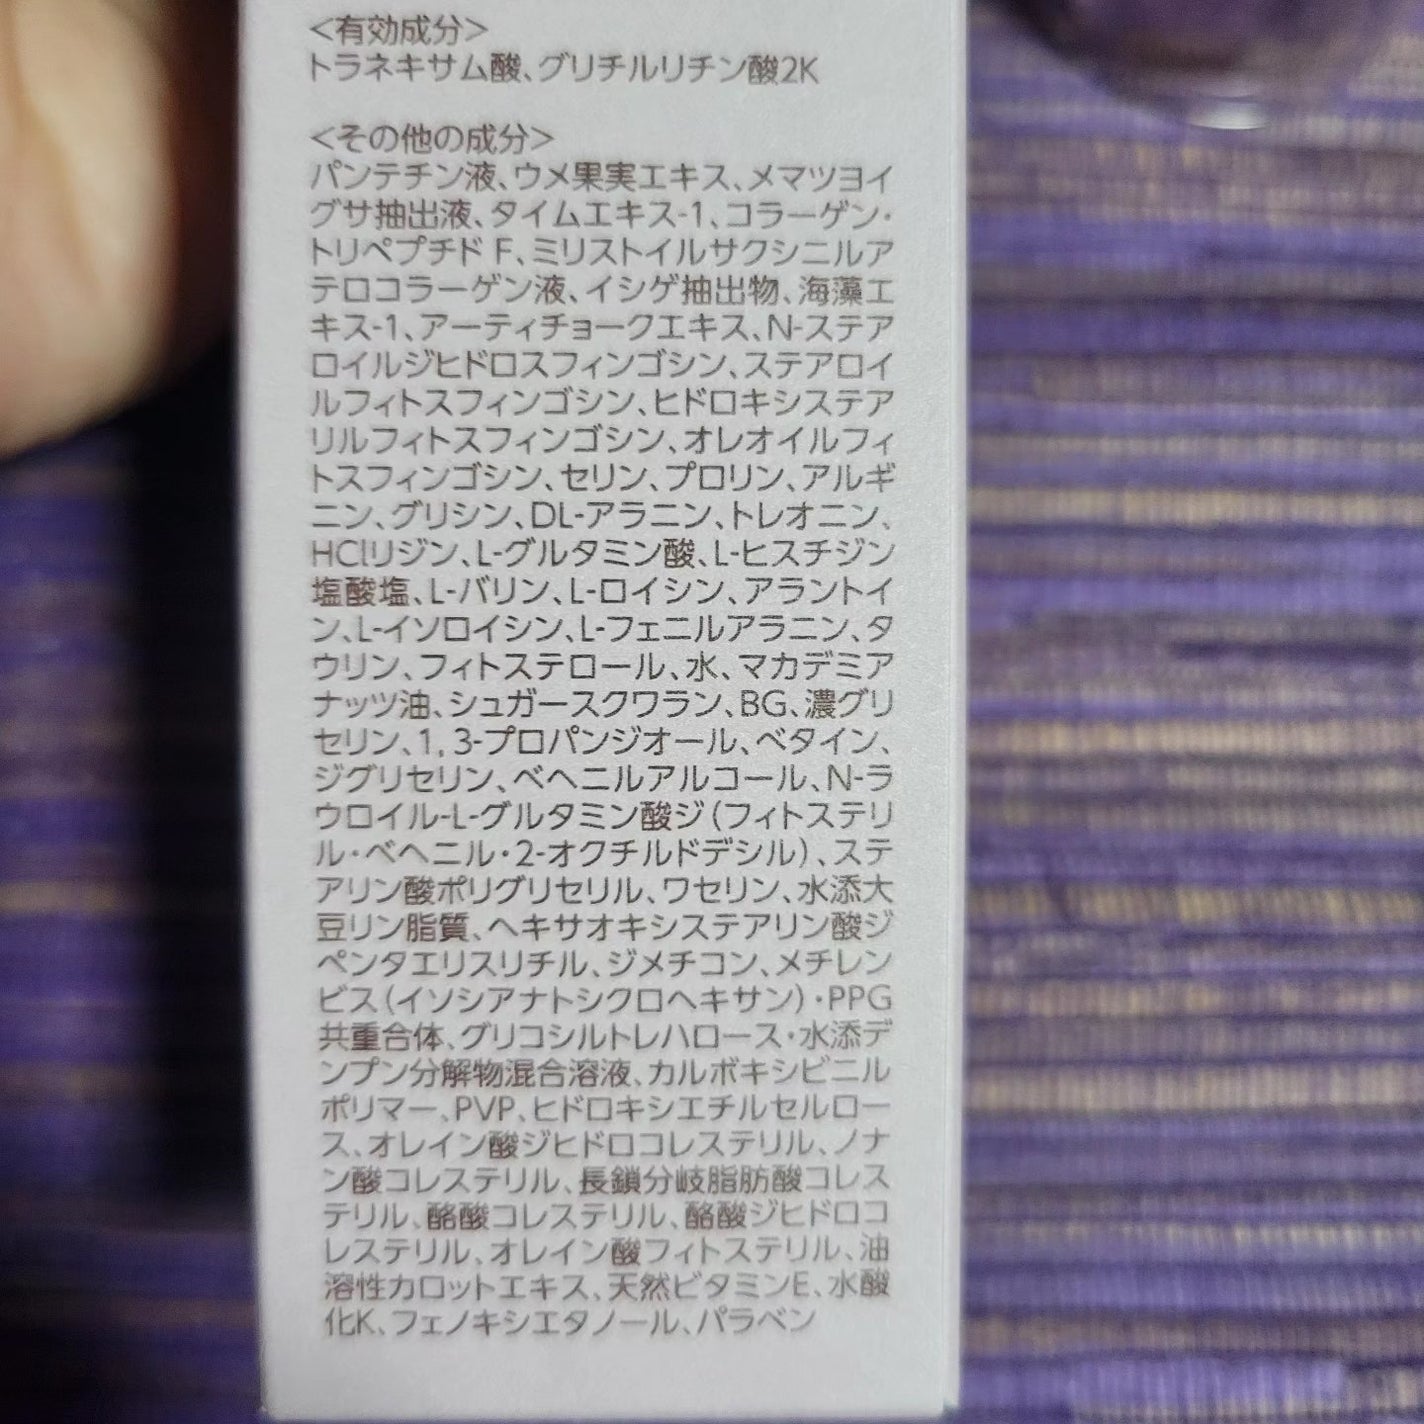 ＜有効成分＞
トラネキサム酸、グリチルリチン酸2K
＜その他の成分＞
パンテチン液、ウメ果実エキス、メマツヨイ
グサ抽出液、タイムエキス-1、コラーゲン・
トリペプチド F、ミリストイルサクシニルア
テロコラーゲン液、イシゲ抽出物、海藻エ
キス-1、アーティチョークエキス、N-ステア
ロイルジヒドロスフィンゴシン、ステアロイ
ルフィトスフィンゴシン、ヒドロキシステア
リルフィトスフィンゴシン、オレオイルフィ
トスフィンゴシン、セリン、プロリン、アルギ
ニン、グリシン、DL-アラニン、トレオニン、
HClリジン、L-グルタミン酸、L-ヒスチジン
塩酸塩、L-バリン、L-ロイシン、アラントイ
ン、L-イソロイシン、L-フェニルアラニン、タ
ウリン、フィトステロール、水、マカデミア
ナッツ油、シュガースクワラン、BG、濃グリ
セリン、1,3-プロパンジオール、ベタイン、
ジグリセリン、ベヘニルアルコール、N-ラ
ウロイル-L-グルタミン酸ジ（フィトステリ
ル・ベヘニル・2-オクチルドデシル）、ステ
アリン酸ポリグリセリル、ワセリン、水添大
豆リン脂質、ヘキサオキシステアリン酸ジ
ペンタエリスリチル、ジメチコン、メチレン
ビス（イソシアナトシクロヘキサン）・PPG
共重合体、グリコシルトレハロース・水添デ
ンプン分解物混合溶液、カルボキシビニル
ポリマー、PVP、ヒドロキシエチルセルロー
ス、オレイン酸ジヒドロコレステリル、ノナ
ン酸コレステリル、長鎖分岐脂肪酸コレス
テリル、酪酸コレステリル、酪酸ジヒドロコ
レステリル、オレイン酸フィトステリル、油
溶性カロットエキス、天然ビタミンE、水酸
化K、フェノキシエタノール、パラベン